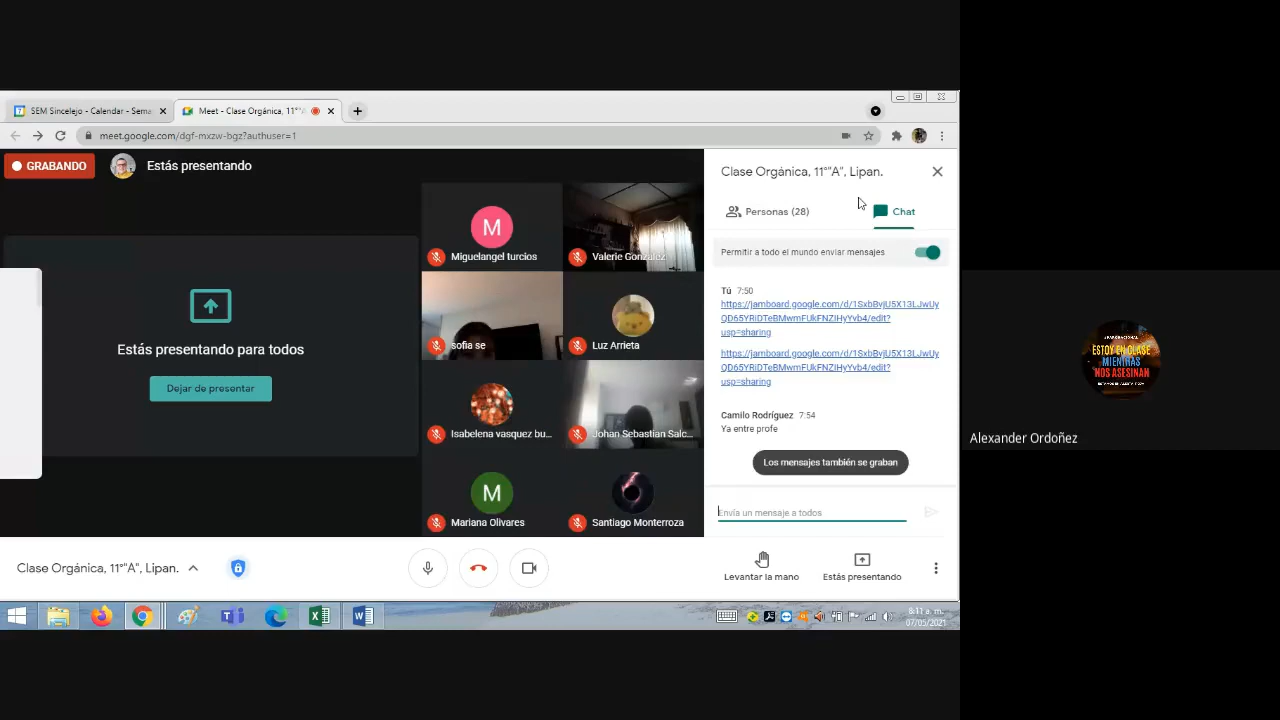 SEM Sincelejo - Calendar - Sema
Meet - Clase Orgánica, 11°"A"
meet.google.com/dgf-mxzw-bgz?authuser=1
GRABANDO
Estás presentando
Clase Orgánica, 11°"A", Lipan.
Personas (28)
Chat
Permitir a todo el mundo enviar mensajes
Tú 7:50
https://jamboard.google.com/d/1SxbBvjU5X13LJwUy
QD65YRiDTeBMwmFUkFNZIHyYvb4/edit?
usp=sharing
https://jamboard.google.com/d/1SxbBvjU5X13LJwUy
QD65YRiDTeBMwmFUkFNZIHyYvb4/edit?
usp=sharing
Camilo Rodríguez 7:54
Ya entre profe
Los mensajes también se graban
Envía un mensaje a todos
Estás presentando para todos
Dejar de presentar
M
Miguelangel turcios
Valerie González
sofia se
Luz Arrieta
Isabelena vasquez bu...
Johan Sebastian Salc...
M
Mariana Olivares
Santiago Monterroza
Clase Orgánica, 11°"A", Lipan.
Levantar la mano
Estás presentando
8:11 a. m.
07/05/2021
ESTOY EN CLASE
MIENTRAS
NOS ASESINAN
Alexander Ordoñez